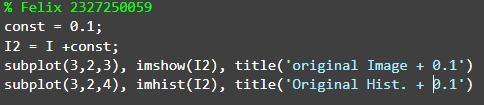 % Felix 2327250059
const = 0.1;
I2 = I +const;
subplot(3,2,3), imshow(I2), title('original Image + 0.1')
subplot(3,2,4), imhist(I2), title('Original Hist. + 0.1')